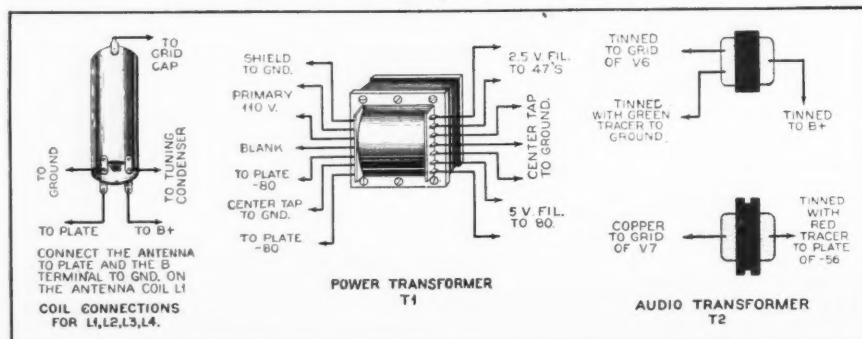 TO
GRID
CAP
TO
GROUND
TO TUNING
CONDENSER
TO PLATE
TO B+
CONNECT THE ANTENNA
TO PLATE AND THE B
TERMINAL TO GND. ON
THE ANTENNA COIL L1
COIL CONNECTIONS
FOR L1,L2,L3,L4.
SHIELD
TO GND.
PRIMARY
110 V.
BLANK
TO PLATE
-80
CENTER TAP
TO GND.
TO PLATE
-80
2.5 V. FIL.
TO 47'S
CENTER TAP
TO GROUND.
5 V. FIL.
TO 80.
POWER TRANSFORMER
T1
TINNED
TO GRID
OF V6
TINNED
WITH GREEN
TRACER TO
GROUND.
TINNED
TO B+
COPPER
TO GRID
OF V7
TINNED
WITH
RED
TRACER
TO PLATE
OF -56
AUDIO TRANSFORMER
T2